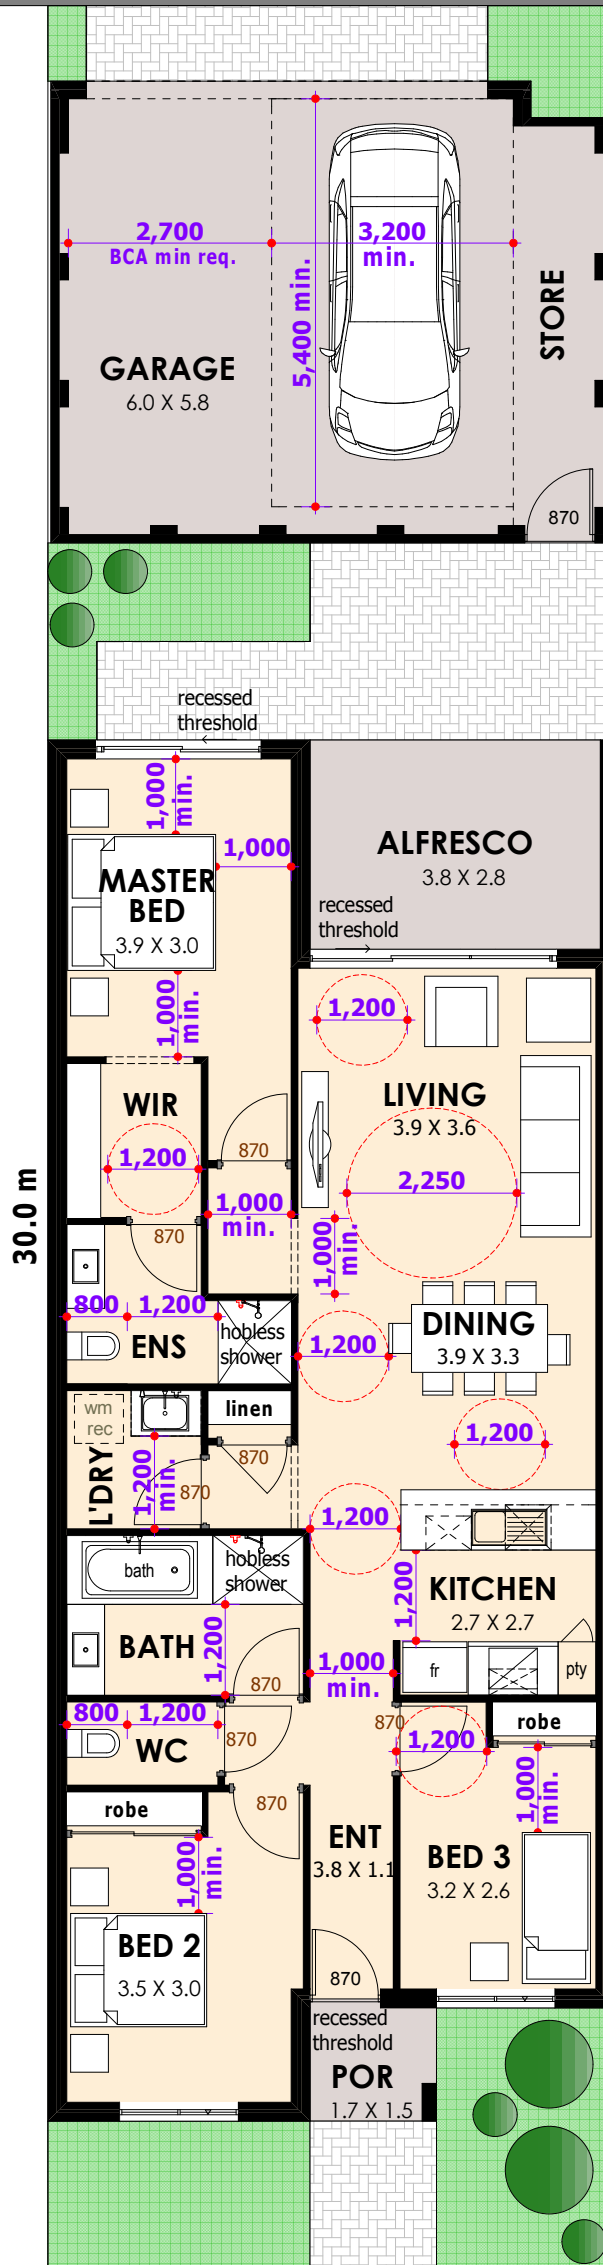 2,700
BCA min req.
3,200
min.
5,400 min.
STORE
GARAGE
6.0 X 5.8
870
recessed
threshold
1,000
min.
1,000
ALFRESCO
3.8 X 2.8
MASTER
BED
3.9 X 3.0
recessed
threshold
1,000
min.
1,200
WIR
LIVING
3.9 X 3.6
870
1,200
2,250
30.0 m
1,000
min.
870
1,000
min.
800
1,200
hobless
shower
ENS
1,200
DINING
3.9 X 3.3
wm
rec
linen
1,200
L'DRY
1,200
min.
870
870
1,200
bath
hobless
shower
1,200
KITCHEN
2.7 X 2.7
BATH
1,200
1,000
min.
fr
pty
870
800
1,200
WC
870
870
1,200
robe
robe
870
1,000
min.
1,000
min.
ENT
3.8 X 1.1
BED 3
3.2 X 2.6
BED 2
3.5 X 3.0
870
recessed
threshold
POR
1.7 X 1.5